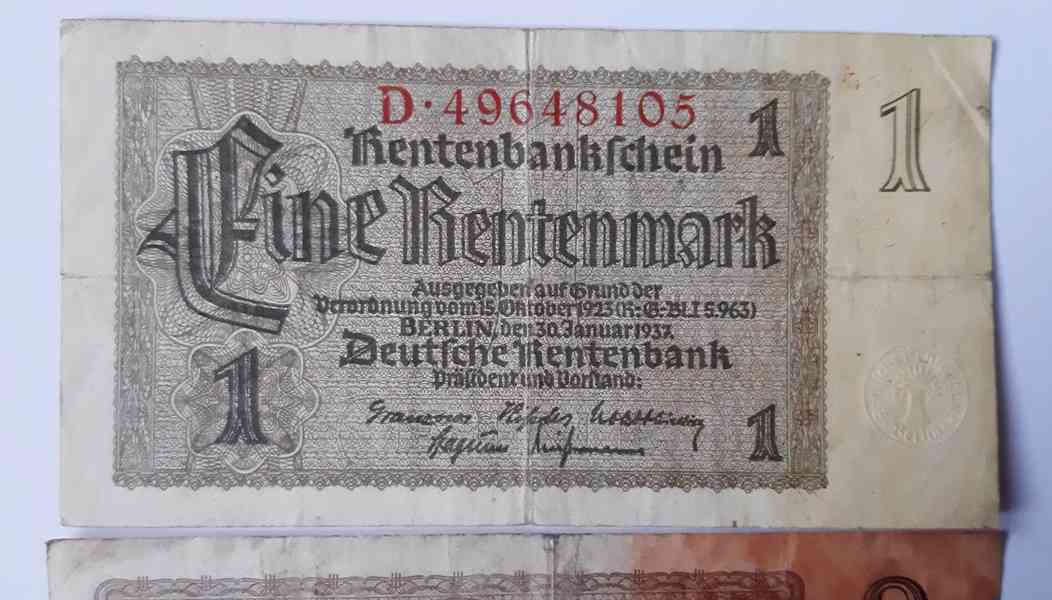 D·49648105
1
1
Rentenbankſchein
Eine Rentenmark
Ausgegeben auf Grund der
Verordnung vom 15. Oktober 1923 (R:-G-Bl. I S. 963)
BERLIN, den 30. Januar 1937.
Deutſche Rentenbank
Präſident und Vorſtand:
1
1